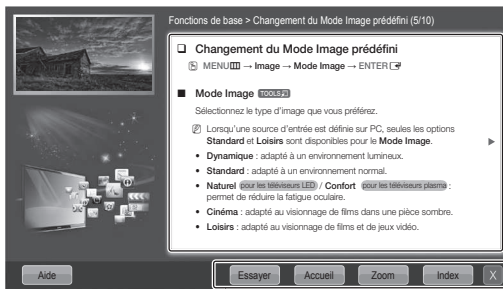 Fonctions de base > Changement du Mode Image prédéfini (5/10)
❑ Changement du Mode Image prédéfini
MENU → Image → Mode Image → ENTER
■ Mode Image TOOLS
Sélectionnez le type d'image que vous préférez.
Lorsqu'une source d'entrée est définie sur PC, seules les options
Standard et Loisirs sont disponibles pour le Mode Image.
• Dynamique : adapté à un environnement lumineux.
• Standard : adapté à un environnement normal.
• Naturel pour les téléviseurs LED / Confort pour les téléviseurs plasma :
permet de réduire la fatigue oculaire.
• Cinéma : adapté au visionnage de films dans une pièce sombre.
• Loisirs : adapté au visionnage de films et de jeux vidéo.
Aide Essayer Accueil Zoom Index X